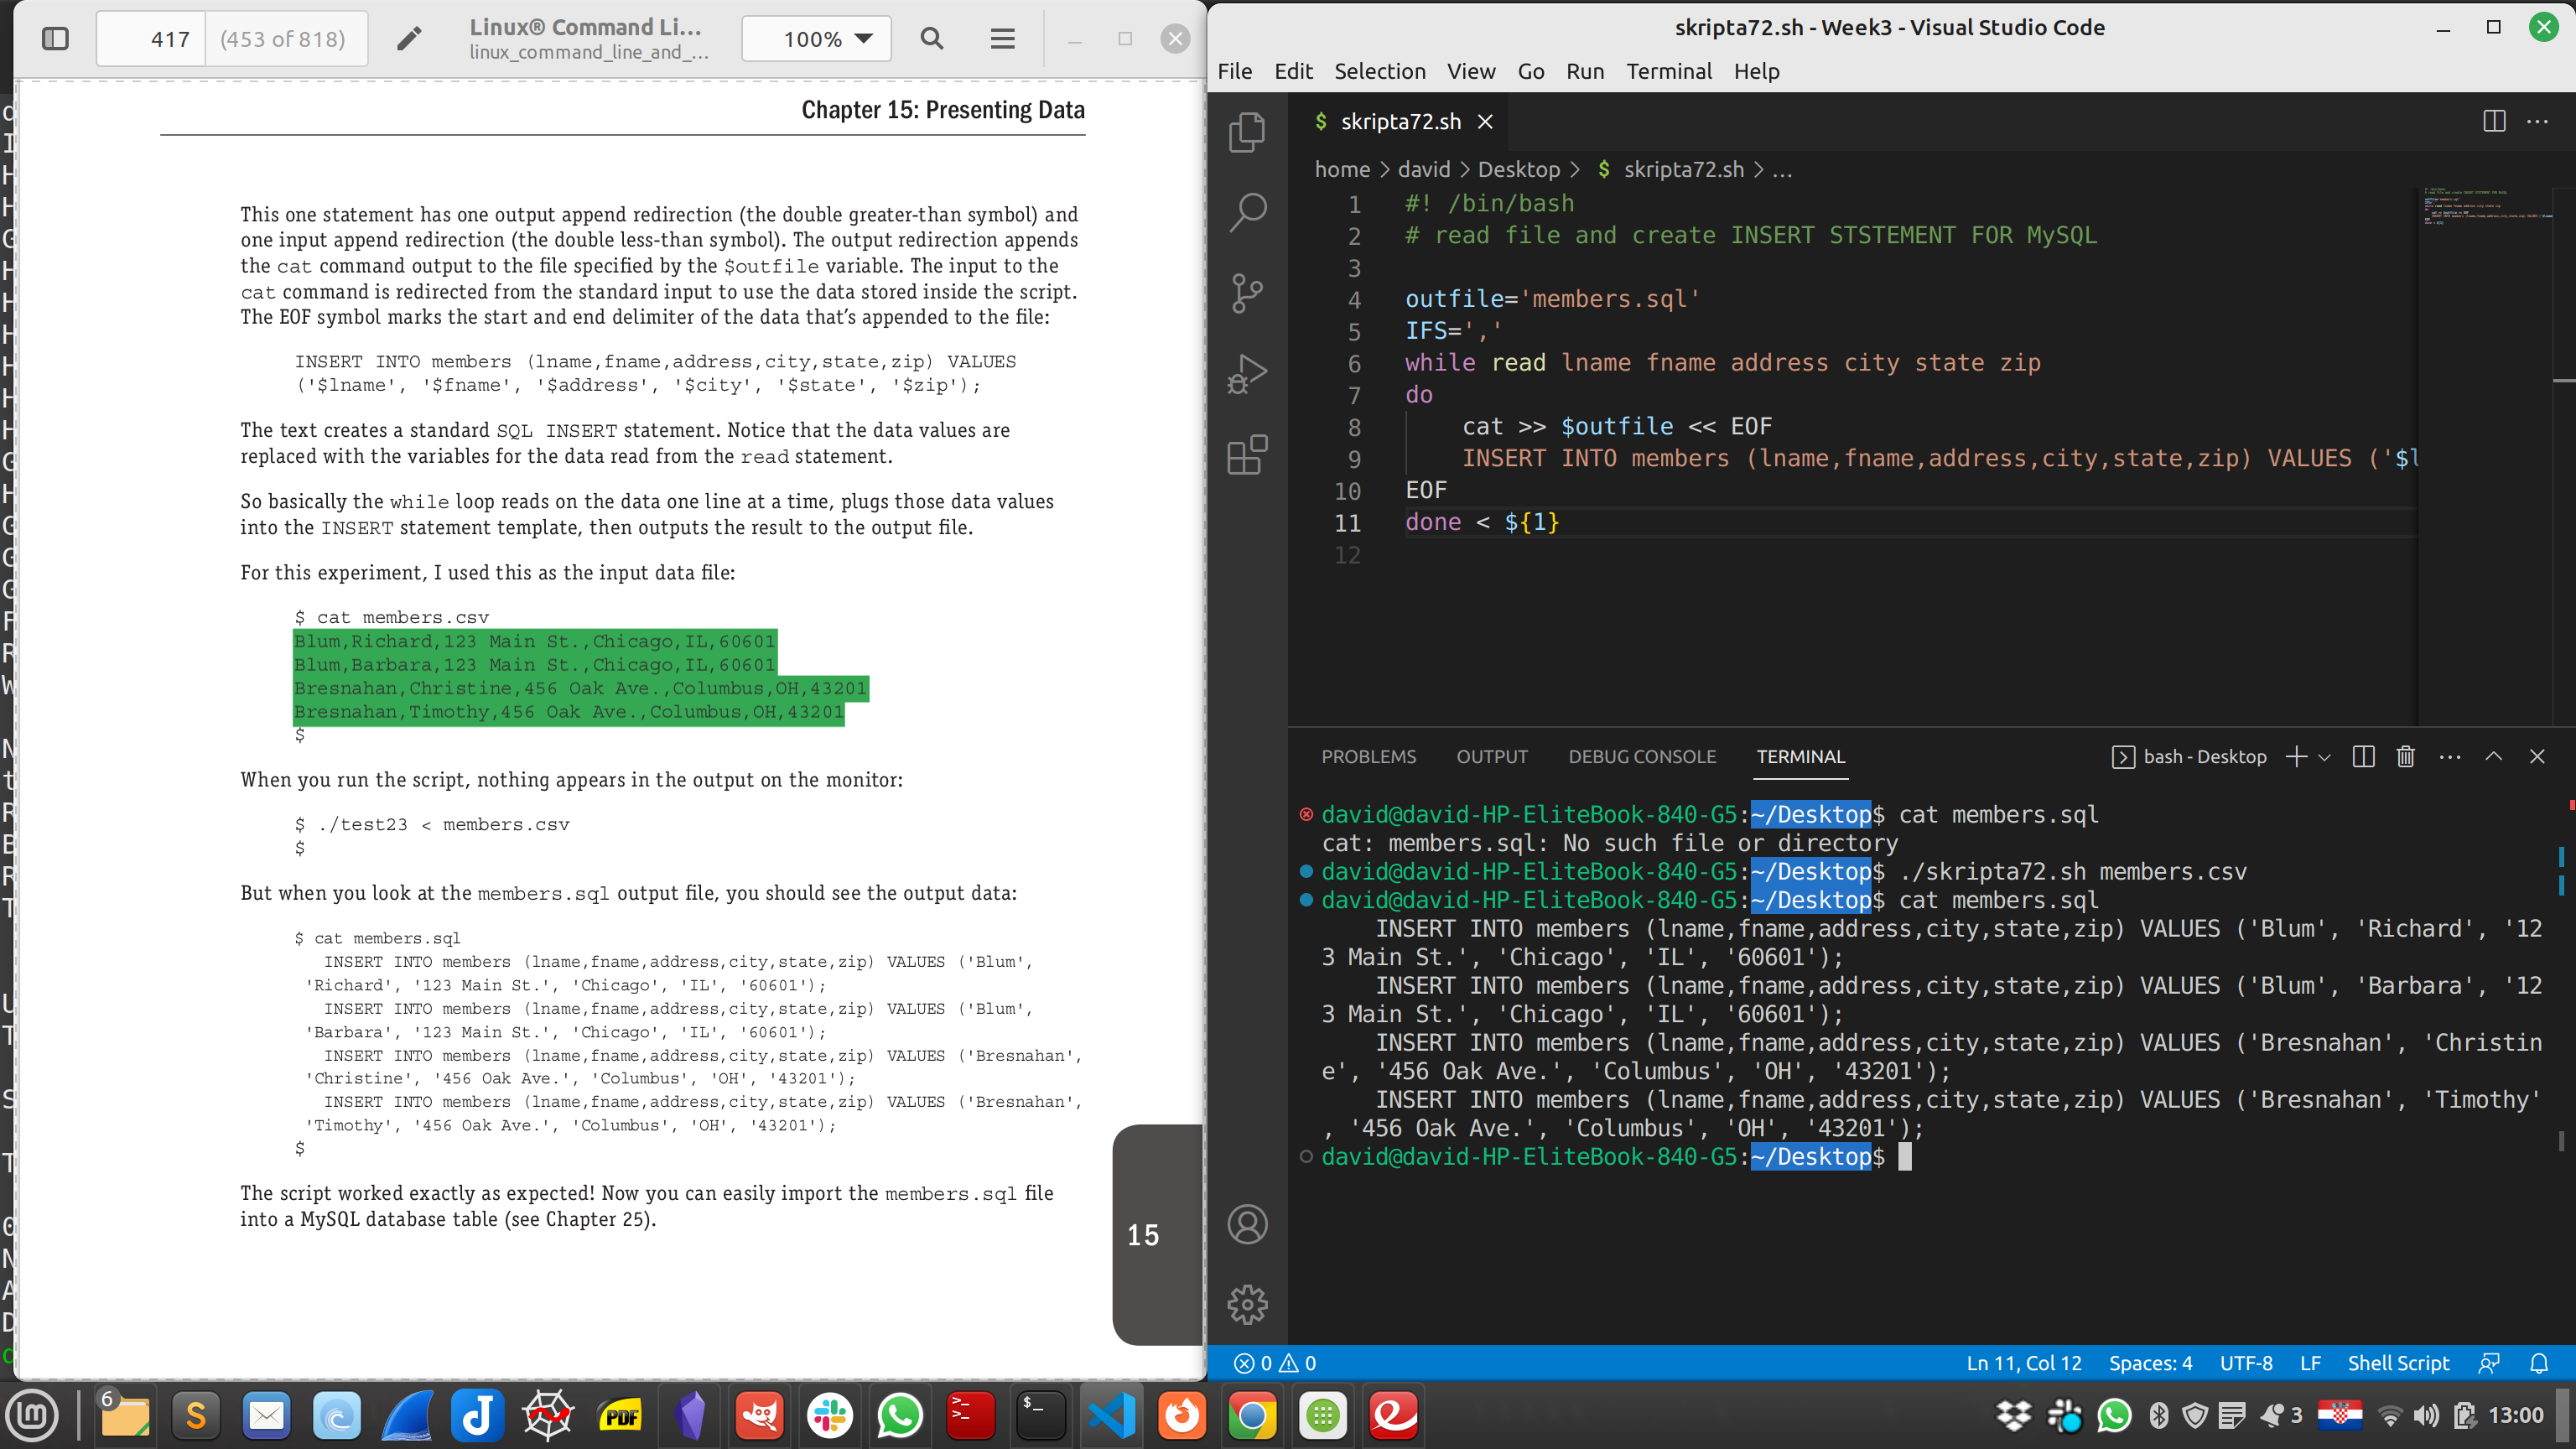 417 (453 of 818)
Linux® Command Li...
linux_command_line_and_...
100%
Chapter 15: Presenting Data
This one statement has one output append redirection (the double greater-than symbol) and
one input append redirection (the double less-than symbol). The output redirection appends
the cat command output to the file specified by the $outfile variable. The input to the
cat command is redirected from the standard input to use the data stored inside the script.
The EOF symbol marks the start and end delimiter of the data that's appended to the file:
INSERT INTO members (lname,fname,address,city,state,zip) VALUES
('$lname', '$fname', '$address', '$city', '$state', '$zip');
The text creates a standard SQL INSERT statement. Notice that the data values are
replaced with the variables for the data read from the read statement.
So basically the while loop reads on the data one line at a time, plugs those data values
into the INSERT statement template, then outputs the result to the output file.
For this experiment, I used this as the input data file:
$ cat members.csv
Blum,Richard,123 Main St.,Chicago,IL,60601
Blum,Barbara,123 Main St.,Chicago,IL,60601
Bresnahan,Christine,456 Oak Ave.,Columbus,OH,43201
Bresnahan,Timothy,456 Oak Ave.,Columbus,OH,43201
$
When you run the script, nothing appears in the output on the monitor:
$ ./test23 < members.csv
$
But when you look at the members.sql output file, you should see the output data:
$ cat members.sql
INSERT INTO members (lname,fname,address,city,state,zip) VALUES ('Blum',
'Richard', '123 Main St.', 'Chicago', 'IL', '60601');
INSERT INTO members (lname,fname,address,city,state,zip) VALUES ('Blum',
'Barbara', '123 Main St.', 'Chicago', 'IL', '60601');
INSERT INTO members (lname,fname,address,city,state,zip) VALUES ('Bresnahan',
'Christine', '456 Oak Ave.', 'Columbus', 'OH', '43201');
INSERT INTO members (lname,fname,address,city,state,zip) VALUES ('Bresnahan',
'Timothy', '456 Oak Ave.', 'Columbus', 'OH', '43201');
$
The script worked exactly as expected! Now you can easily import the members.sql file
into a MySQL database table (see Chapter 25).
15
skripta72.sh - Week3 - Visual Studio Code
File Edit Selection View Go Run Terminal Help
$ skripta72.sh
home > david > Desktop > $ skripta72.sh > ...
1 #! /bin/bash
2 # read file and create INSERT STSTEMENT FOR MySQL
3
4 outfile='members.sql'
5 IFS=','
6 while read lname fname address city state zip
7 do
8 cat >> $outfile << EOF
9 INSERT INTO members (lname,fname,address,city,state,zip) VALUES ('$l
10 EOF
11 done < ${1}
12
PROBLEMS OUTPUT DEBUG CONSOLE TERMINAL bash - Desktop
david@david-HP-EliteBook-840-G5:~/Desktop$ cat members.sql
cat: members.sql: No such file or directory
david@david-HP-EliteBook-840-G5:~/Desktop$ ./skripta72.sh members.csv
david@david-HP-EliteBook-840-G5:~/Desktop$ cat members.sql
INSERT INTO members (lname,fname,address,city,state,zip) VALUES ('Blum', 'Richard', '12
3 Main St.', 'Chicago', 'IL', '60601');
INSERT INTO members (lname,fname,address,city,state,zip) VALUES ('Blum', 'Barbara', '12
3 Main St.', 'Chicago', 'IL', '60601');
INSERT INTO members (lname,fname,address,city,state,zip) VALUES ('Bresnahan', 'Christin
e', '456 Oak Ave.', 'Columbus', 'OH', '43201');
INSERT INTO members (lname,fname,address,city,state,zip) VALUES ('Bresnahan', 'Timothy'
, '456 Oak Ave.', 'Columbus', 'OH', '43201');
david@david-HP-EliteBook-840-G5:~/Desktop$
0 0 Ln 11, Col 12 Spaces: 4 UTF-8 LF Shell Script
6 PDF 3 13:00